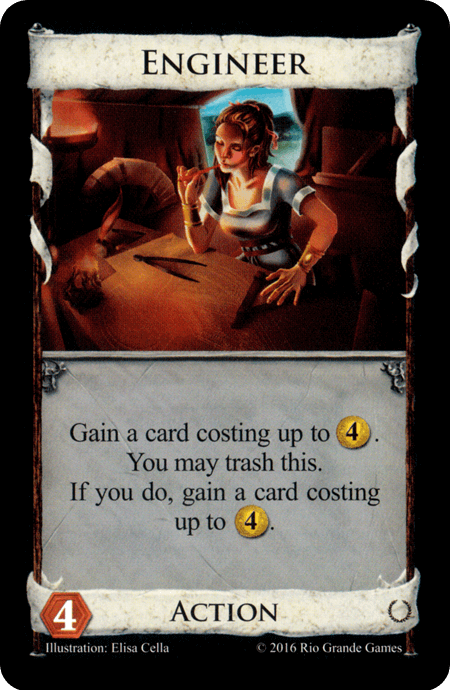 ENGINEER
Gain a card costing up to 4.
You may trash this.
If you do, gain a card costing
up to 4.
4
ACTION
Illustration: Elisa Cella
© 2016 Rio Grande Games